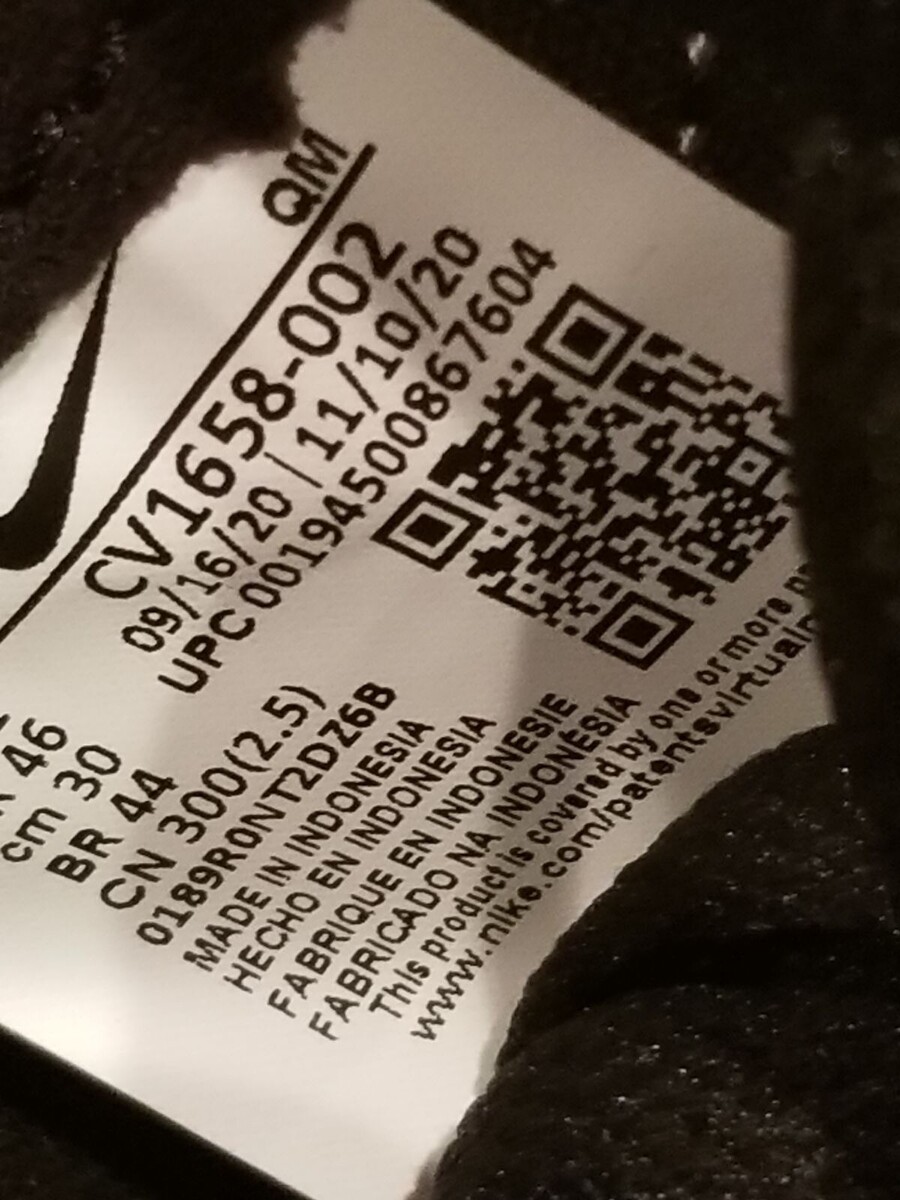 QM
CV1658-002
09/16/20 | 11/10/20
UPC 00194500867604
46
cm 30
BR 44
CN 300(2.5)
0189R0NT2DZ6B
MADE IN INDONESIA
HECHO EN INDONESIA
FABRIQUE EN INDONESIE
FABRICADO NA INDONÉSIA
This product is covered by one or more
www.nike.com/patentsvirtual